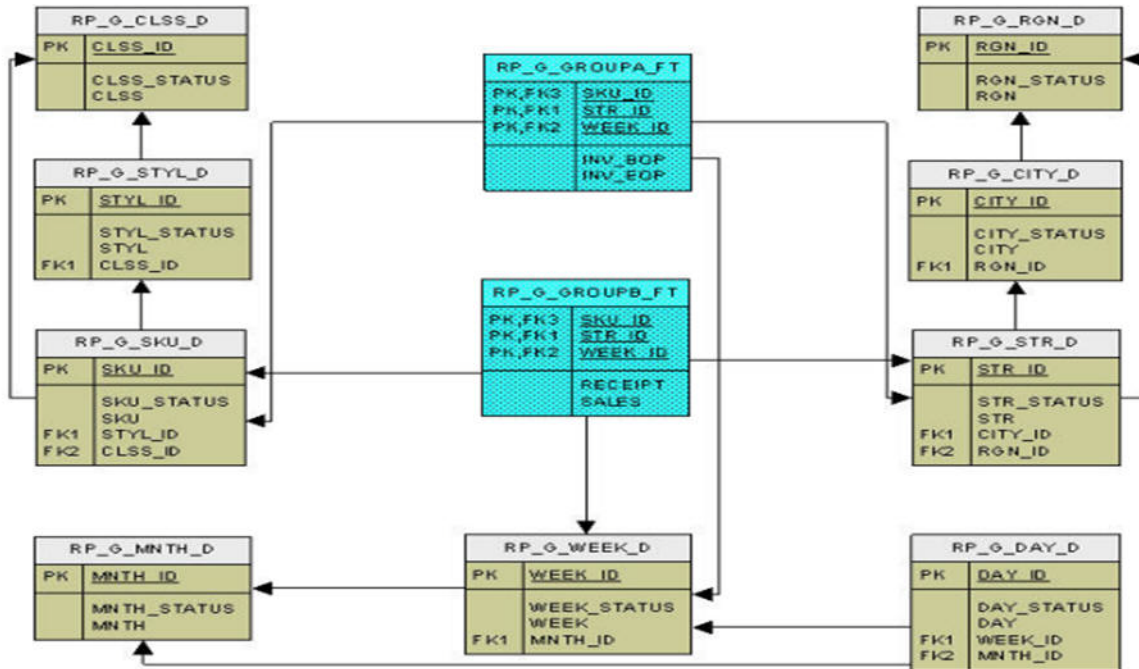 RP_G_CLSS_D
PK CLSS_ID
CLSS_STATUS
CLSS
RP_G_STYL_D
PK STYL_ID
STYL_STATUS
STYL
FK1 CLSS_ID
RP_G_SKU_D
PK SKU_ID
SKU_STATUS
SKU
FK1 STYL_ID
FK2 CLSS_ID
RP_G_MNTH_D
PK MNTH_ID
MNTH_STATUS
MNTH
RP_G_GROUPA_FT
PK,FK3 SKU_ID
PK,FK1 STR_ID
PK,FK2 WEEK_ID
INV_BOP
INV_EOP
RP_G_GROUPB_FT
PK,FK3 SKU_ID
PK,FK1 STR_ID
PK,FK2 WEEK_ID
RECEIPT
SALES
RP_G_WEEK_D
PK WEEK_ID
WEEK_STATUS
WEEK
FK1 MNTH_ID
RP_G_RGN_D
PK RGN_ID
RGN_STATUS
RGN
RP_G_CITY_D
PK CITY_ID
CITY_STATUS
CITY
FK1 RGN_ID
RP_G_STR_D
PK STR_ID
STR_STATUS
STR
FK1 CITY_ID
FK2 RGN_ID
RP_G_DAY_D
PK DAY_ID
DAY_STATUS
DAY
FK1 WEEK_ID
FK2 MNTH_ID